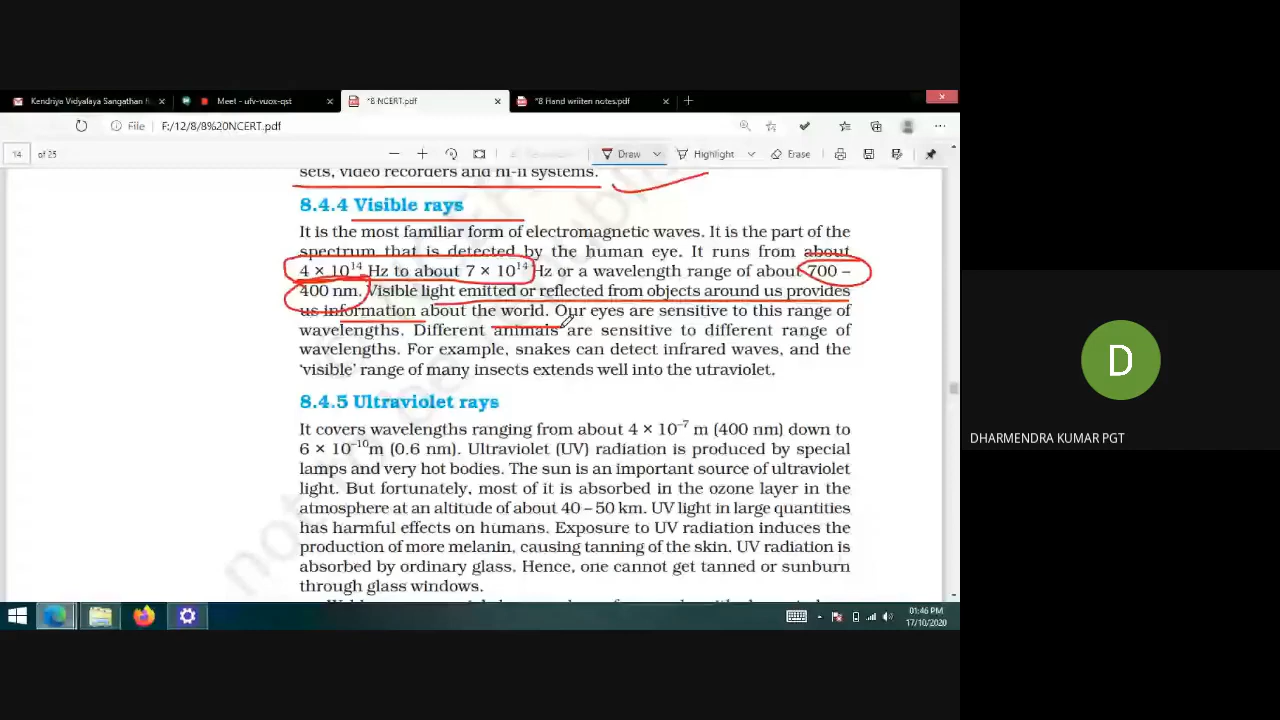 Kendriya Vidyalaya Sangathan fi
Meet - ufv-vuox-qst
*8 NCERT.pdf
*8 Hand wriiten notes.pdf
File F:/12/8/8%20NCERT.pdf
14 of 25
Draw Highlight Erase
sets, video recorders and hi-fi systems.
8.4.4 Visible rays
It is the most familiar form of electromagnetic waves. It is the part of the
spectrum that is detected by the human eye. It runs from about
4 × 10¹⁴ Hz to about 7 × 10¹⁴ Hz or a wavelength range of about 700 –
400 nm. Visible light emitted or reflected from objects around us provides
us information about the world. Our eyes are sensitive to this range of
wavelengths. Different animals are sensitive to different range of
wavelengths. For example, snakes can detect infrared waves, and the
‘visible’ range of many insects extends well into the utraviolet.
8.4.5 Ultraviolet rays
It covers wavelengths ranging from about 4 × 10⁻⁷ m (400 nm) down to
6 × 10⁻¹⁰m (0.6 nm). Ultraviolet (UV) radiation is produced by special
lamps and very hot bodies. The sun is an important source of ultraviolet
light. But fortunately, most of it is absorbed in the ozone layer in the
atmosphere at an altitude of about 40 – 50 km. UV light in large quantities
has harmful effects on humans. Exposure to UV radiation induces the
production of more melanin, causing tanning of the skin. UV radiation is
absorbed by ordinary glass. Hence, one cannot get tanned or sunburn
through glass windows.
01:46 PM
17/10/2020
D
DHARMENDRA KUMAR PGT